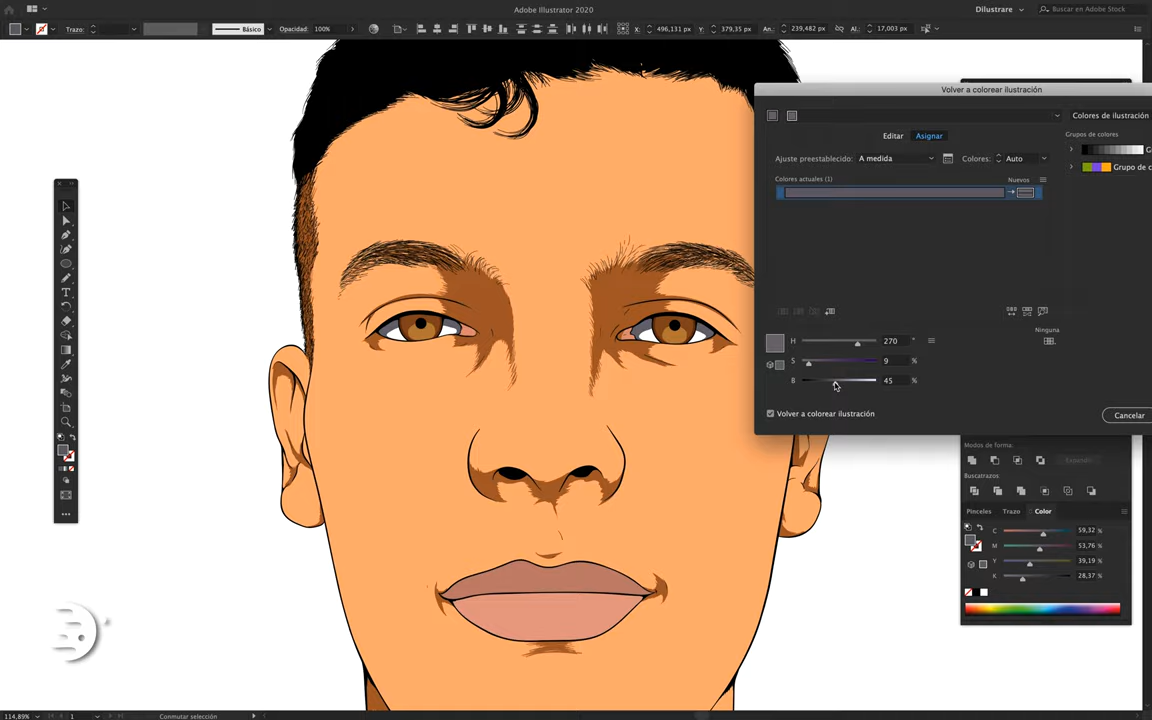 Adobe Illustrator 2020
Dilustrare
Buscar en Adobe Stock
Trazo:
Básico
Opacidad: 100%
X: 496,131 px
Y: 379,35 px
An.: 239,482 px
Al.: 17,003 px
Volver a colorear ilustración
Editar
Asignar
Colores de ilustración
Grupos de colores
Ajuste preestablecido: A medida
Colores: Auto
Colores actuales (1)
Nuevos
Grupo de c
Ninguna
H 270 °
S 9 %
B 45 %
Volver a colorear ilustración
Cancelar
Modos de forma:
Expandir
Buscatrazos:
Pinceles
Trazo
Color
C 59,32 %
M 53,76 %
Y 39,19 %
K 28,37 %
114,89%
1
Conmutar selección